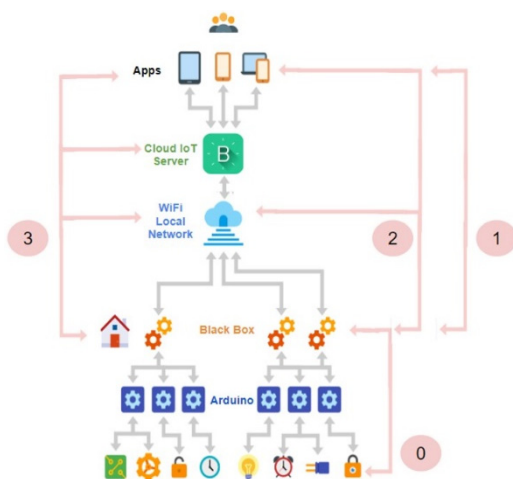 Apps
Cloud IoT
Server
B
WiFi
Local
Network
3
2
1
Black Box
Arduino
0